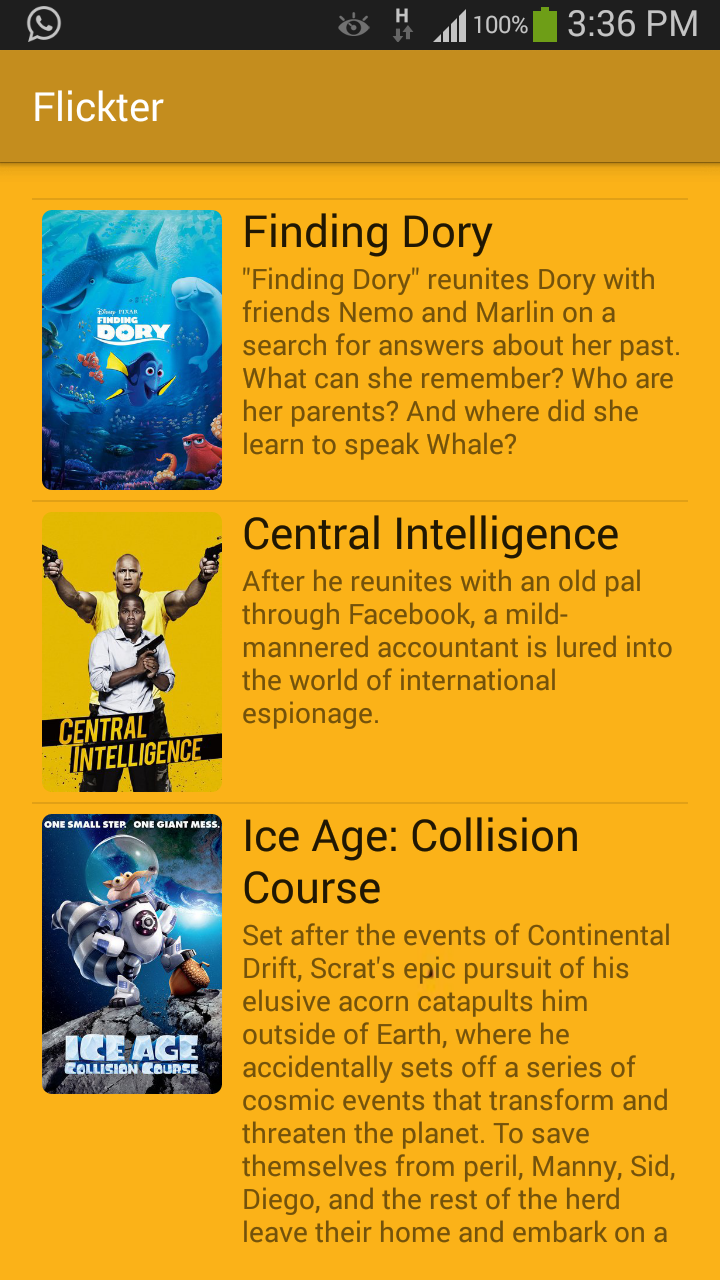 H
100%
3:36 PM
Flickter
Finding Dory
"Finding Dory" reunites Dory with
friends Nemo and Marlin on a
search for answers about her past.
What can she remember? Who are
her parents? And where did she
learn to speak Whale?
Disney PIXAR
FINDING
DORY
Central Intelligence
After he reunites with an old pal
through Facebook, a mild-
mannered accountant is lured into
the world of international
espionage.
CENTRAL
INTELLIGENCE
ONE SMALL STEP. ONE GIANT MESS.
ICE AGE
COLLISION COURSE
Ice Age: Collision
Course
Set after the events of Continental
Drift, Scrat's epic pursuit of his
elusive acorn catapults him
outside of Earth, where he
accidentally sets off a series of
cosmic events that transform and
threaten the planet. To save
themselves from peril, Manny, Sid,
Diego, and the rest of the herd
leave their home and embark on a